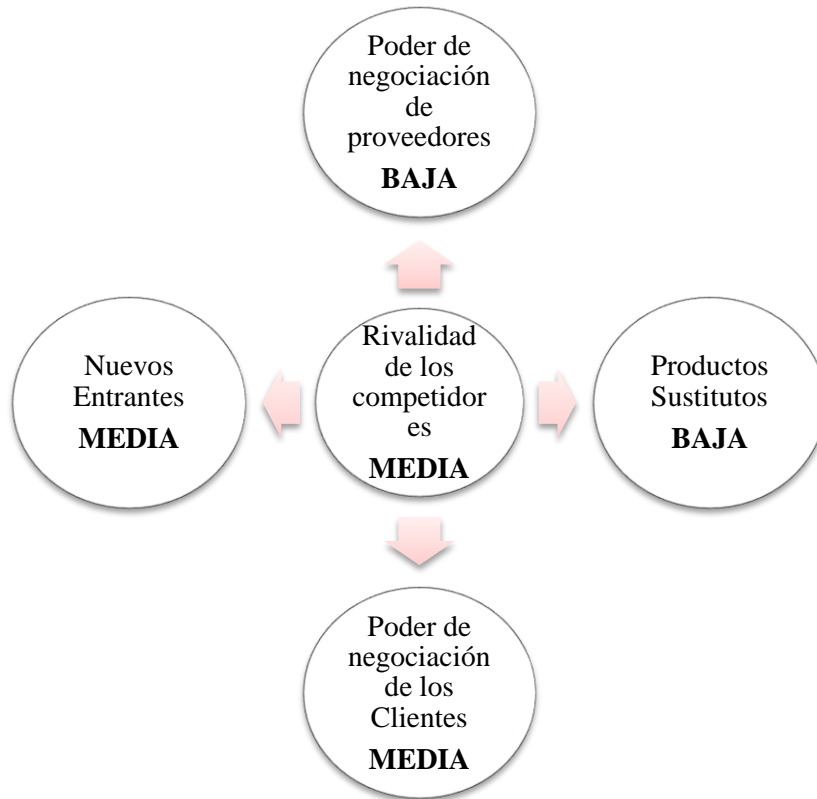 Poder de
negociación
de
proveedores
BAJA
Nuevos
Entrantes
MEDIA
Rivalidad
de los
competidor
es
MEDIA
Productos
Sustitutos
BAJA
Poder de
negociación
de los
Clientes
MEDIA